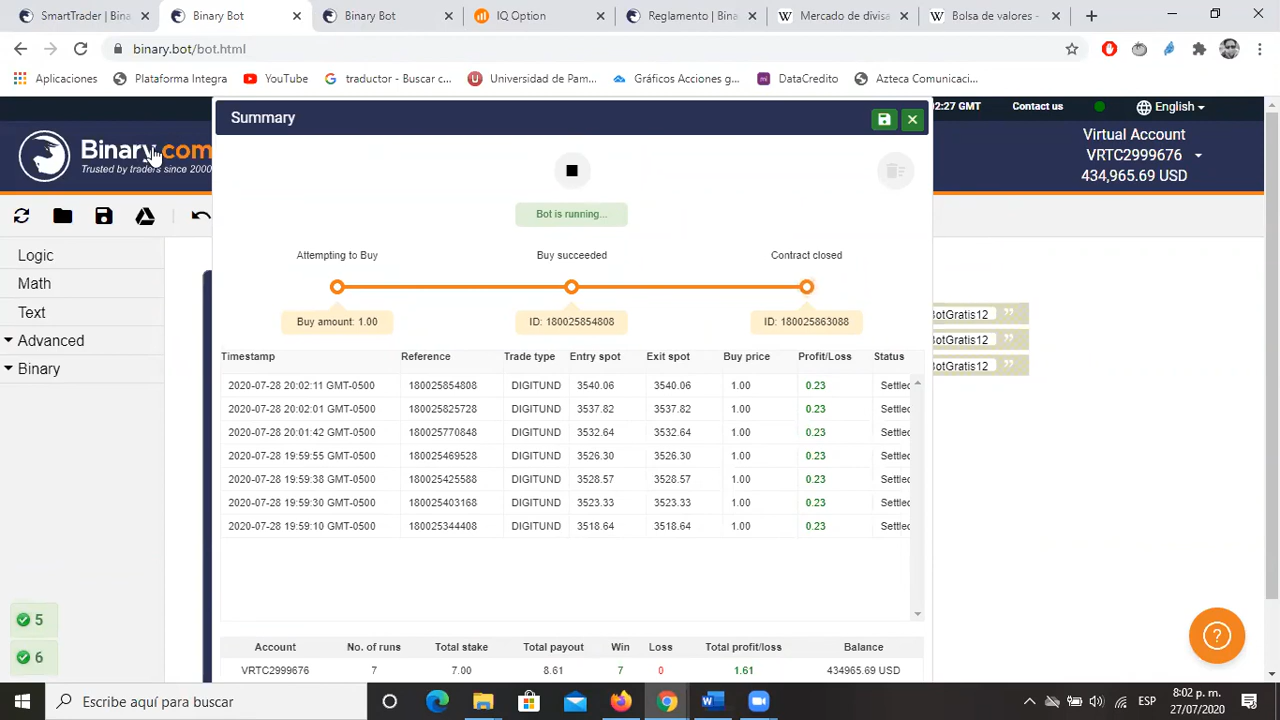 SmartTrader | Binar
Binary Bot
Binary Bot
IQ Option
Reglamento | Bina
Mercado de divisa
Bolsa de valores -
binary.bot/bot.html
Aplicaciones
Plataforma Integra
YouTube
traductor - Buscar c...
Universidad de Pam...
Gráficos Acciones g...
DataCredito
Azteca Comunicaci...
2:27 GMT
Contact us
English
Binary.com
Trusted by traders since 2000
Virtual Account
VRTC2999676
434,965.69 USD
Summary
Bot is running...
Logic
Math
Text
Advanced
Binary
Attempting to Buy
Buy succeeded
Contract closed
Buy amount: 1.00
ID: 180025854808
ID: 180025863088
BotGratis12
BotGratis12
BotGratis12
Timestamp Reference Trade type Entry spot Exit spot Buy price Profit/Loss Status
2020-07-28 20:02:11 GMT-0500 180025854808 DIGITUND 3540.06 3540.06 1.00 0.23 Settled
2020-07-28 20:02:01 GMT-0500 180025825728 DIGITUND 3537.82 3537.82 1.00 0.23 Settled
2020-07-28 20:01:42 GMT-0500 180025770848 DIGITUND 3532.64 3532.64 1.00 0.23 Settled
2020-07-28 19:59:55 GMT-0500 180025469528 DIGITUND 3526.30 3526.30 1.00 0.23 Settled
2020-07-28 19:59:38 GMT-0500 180025425588 DIGITUND 3528.57 3528.57 1.00 0.23 Settled
2020-07-28 19:59:30 GMT-0500 180025403168 DIGITUND 3523.33 3523.33 1.00 0.23 Settled
2020-07-28 19:59:10 GMT-0500 180025344408 DIGITUND 3518.64 3518.64 1.00 0.23 Settled
5
6
Account No. of runs Total stake Total payout Win Loss Total profit/loss Balance
VRTC2999676 7 7.00 8.61 7 0 1.61 434965.69 USD
Escribe aquí para buscar
ESP
8:02 p. m.
27/07/2020